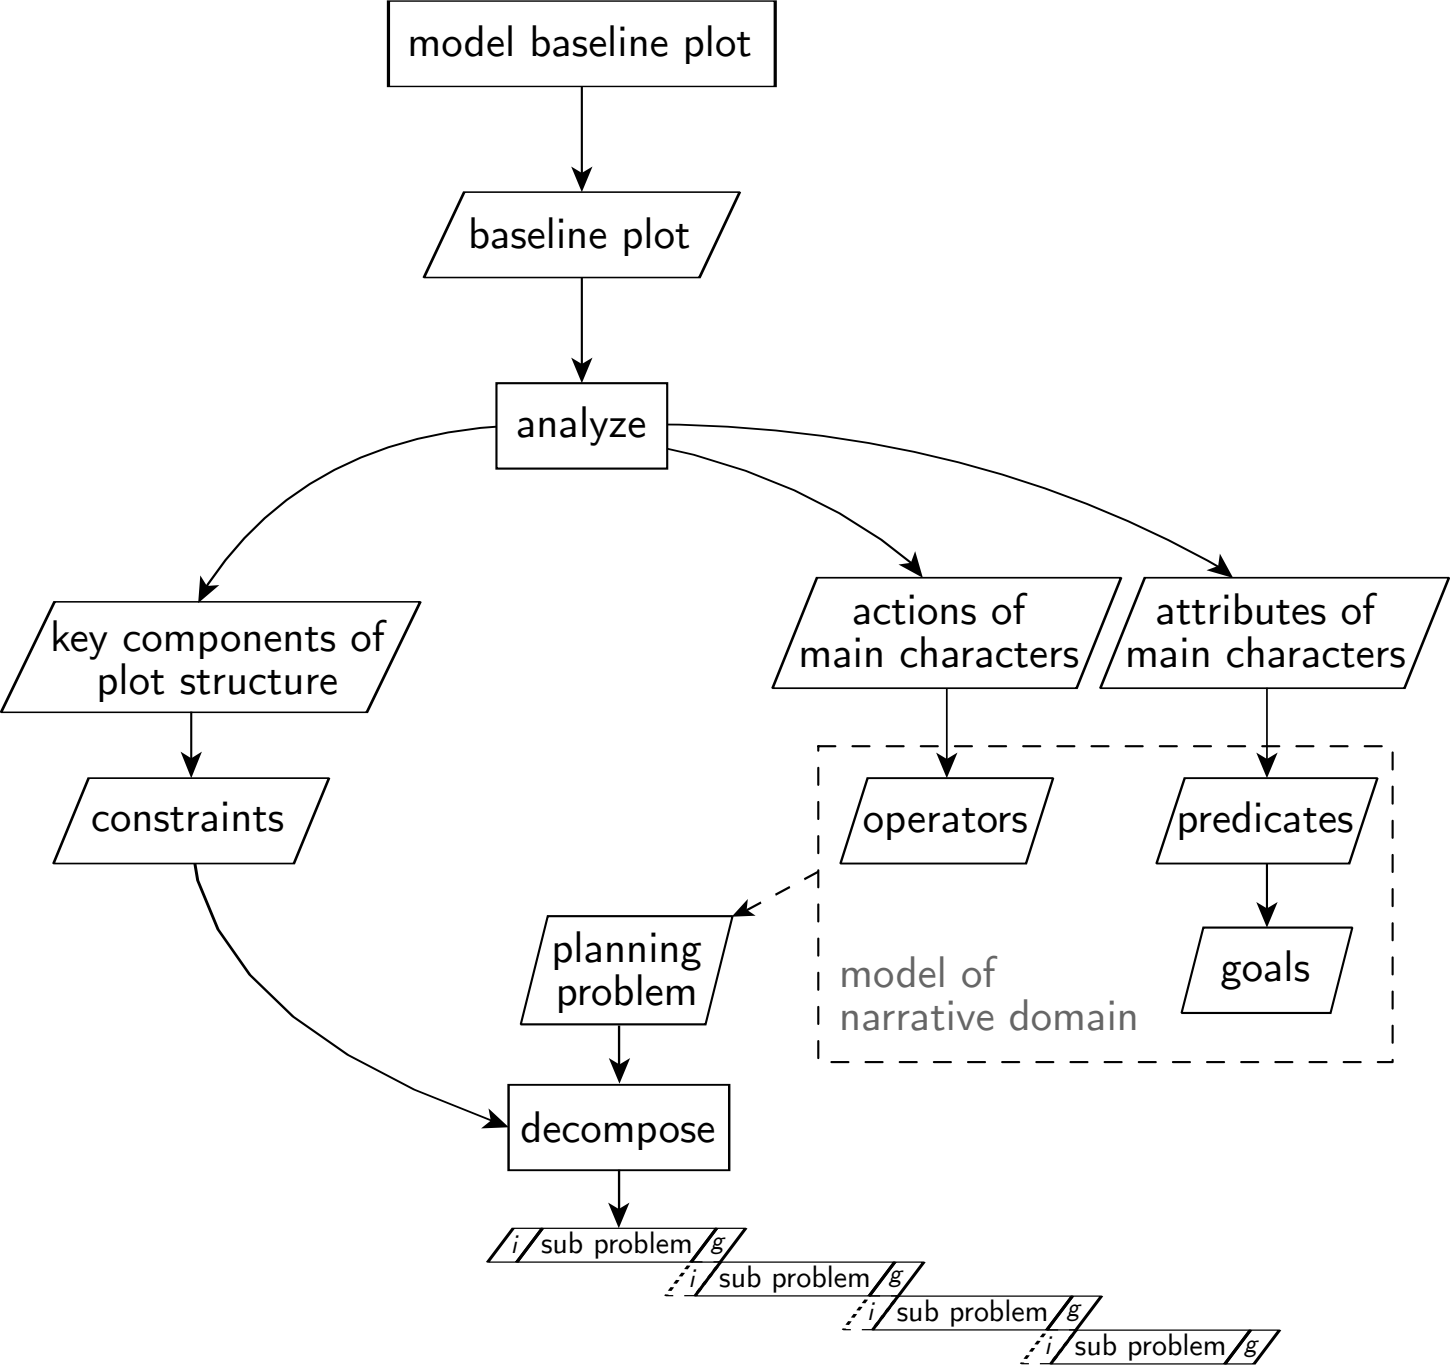 model baseline plot
baseline plot
analyze
key components of
plot structure
actions of
main characters
attributes of
main characters
constraints
operators
predicates
planning
problem
model of
narrative domain
goals
decompose
i sub problem g
i sub problem g
i sub problem g
i sub problem g